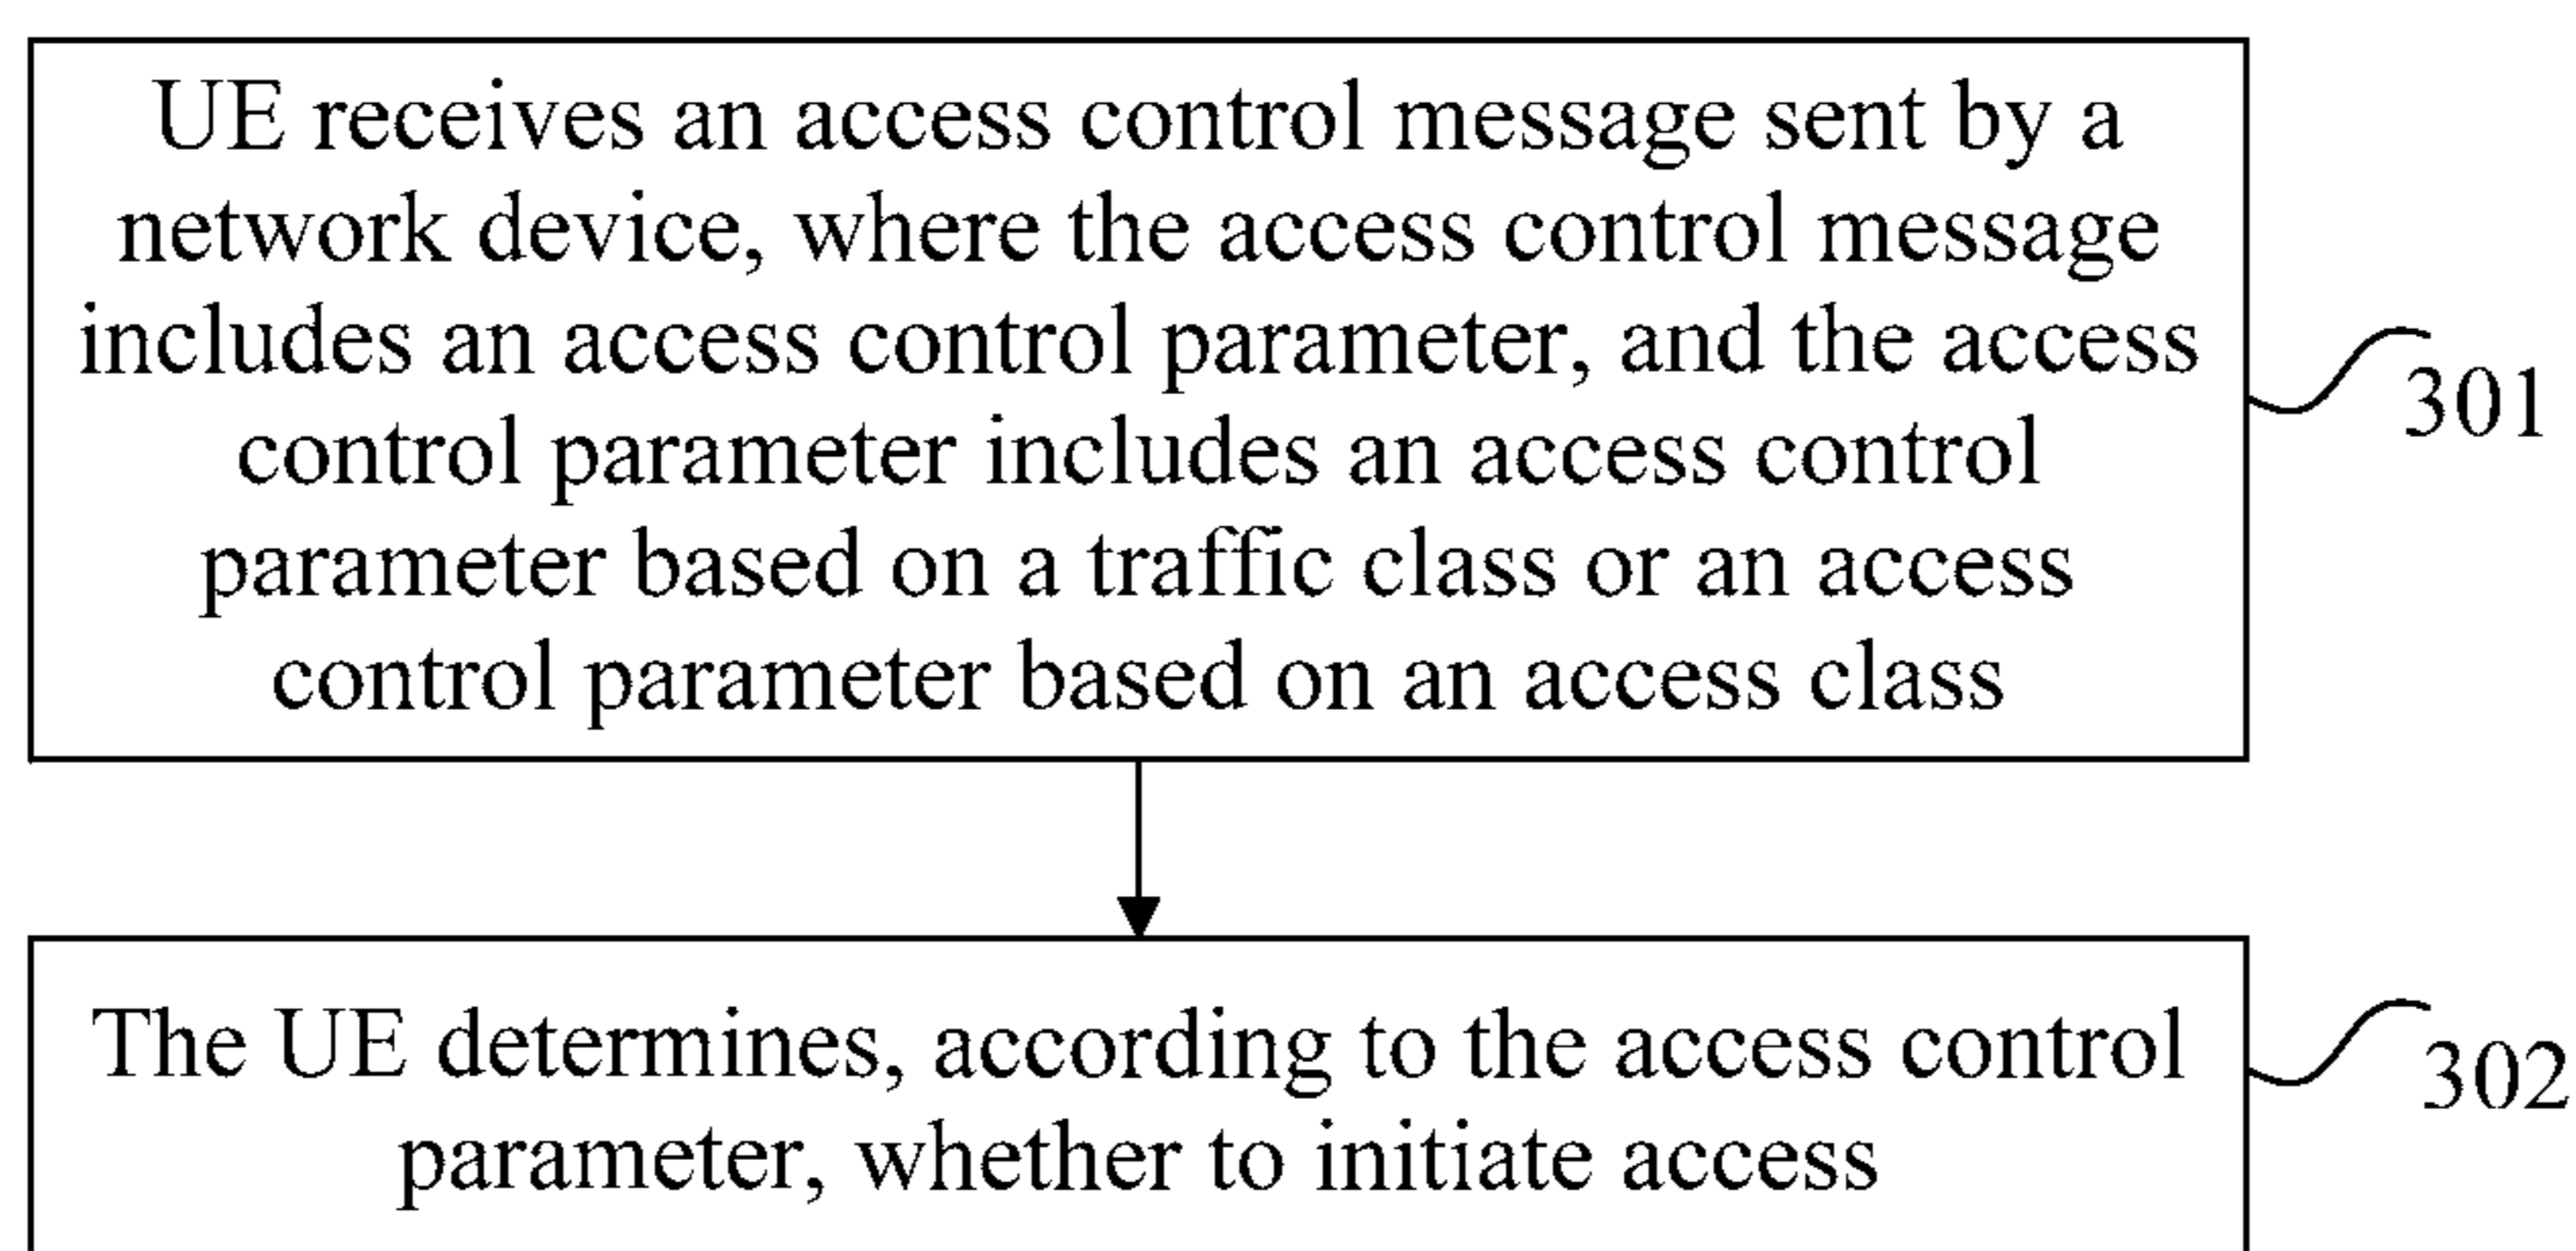 UE receives an access control message sent by a
network device, where the access control message
includes an access control parameter, and the access
control parameter includes an access control
parameter based on a traffic class or an access
control parameter based on an access class
301
The UE determines, according to the access control
parameter, whether to initiate access
302